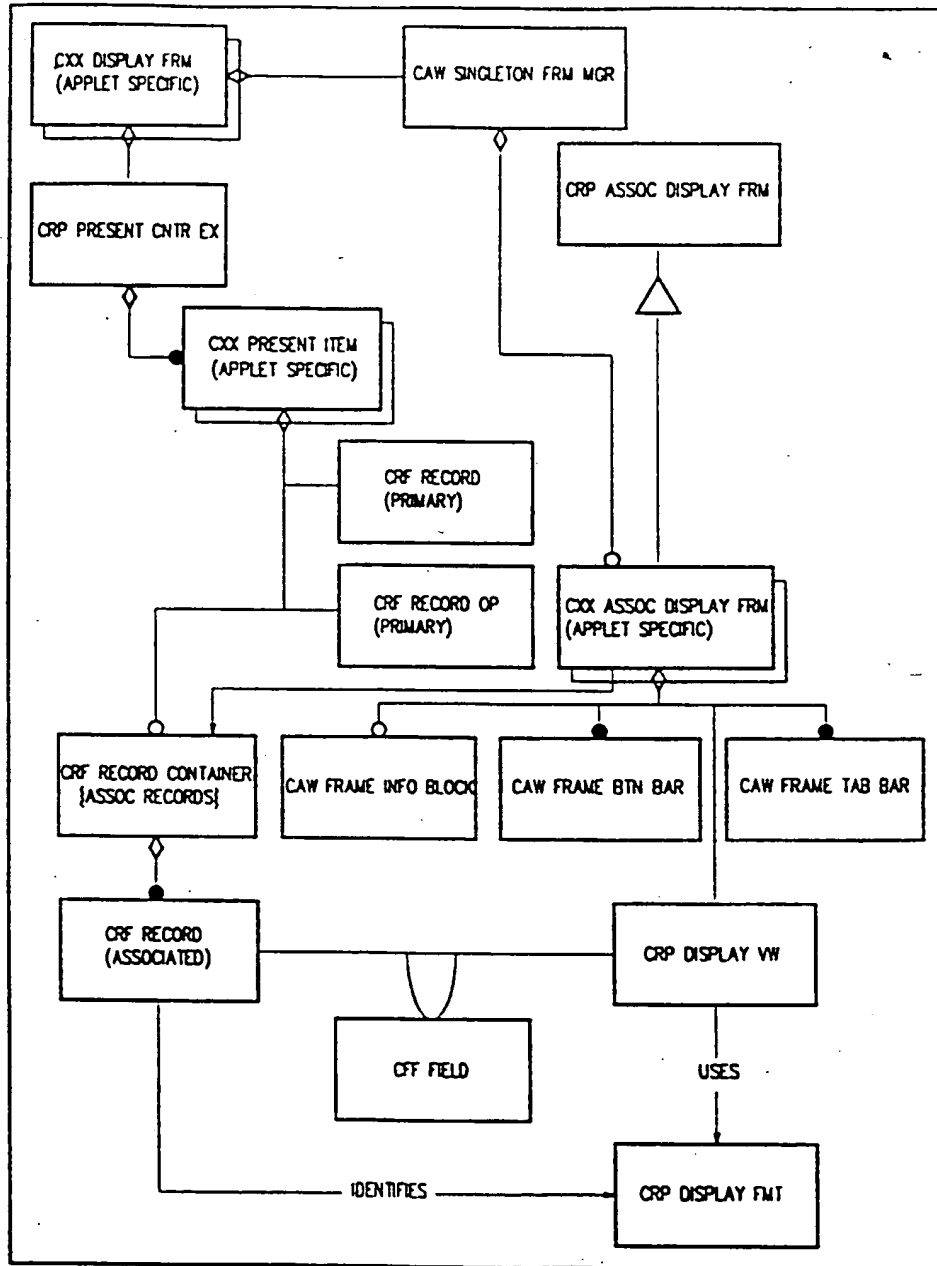 CXX DISPLAY FRM
(APPLET SPECIFIC)
CAW SINGLETON FRM MGR
CRP PRESENT CNTR EX
CRP ASSOC DISPLAY FRM
CXX PRESENT ITEM
(APPLET SPECIFIC)
CRF RECORD
(PRIMARY)
CRF RECORD OP
(PRIMARY)
CXX ASSOC DISPLAY FRM
(APPLET SPECIFIC)
CRF RECORD CONTAINER
{ASSOC RECORDS}
CAW FRAME INFO BLOCK
CAW FRAME BTN BAR
CAW FRAME TAB BAR
CRF RECORD
(ASSOCIATED)
CRP DISPLAY VW
CFF FIELD
USES
IDENTIFIES
CRP DISPLAY FMT